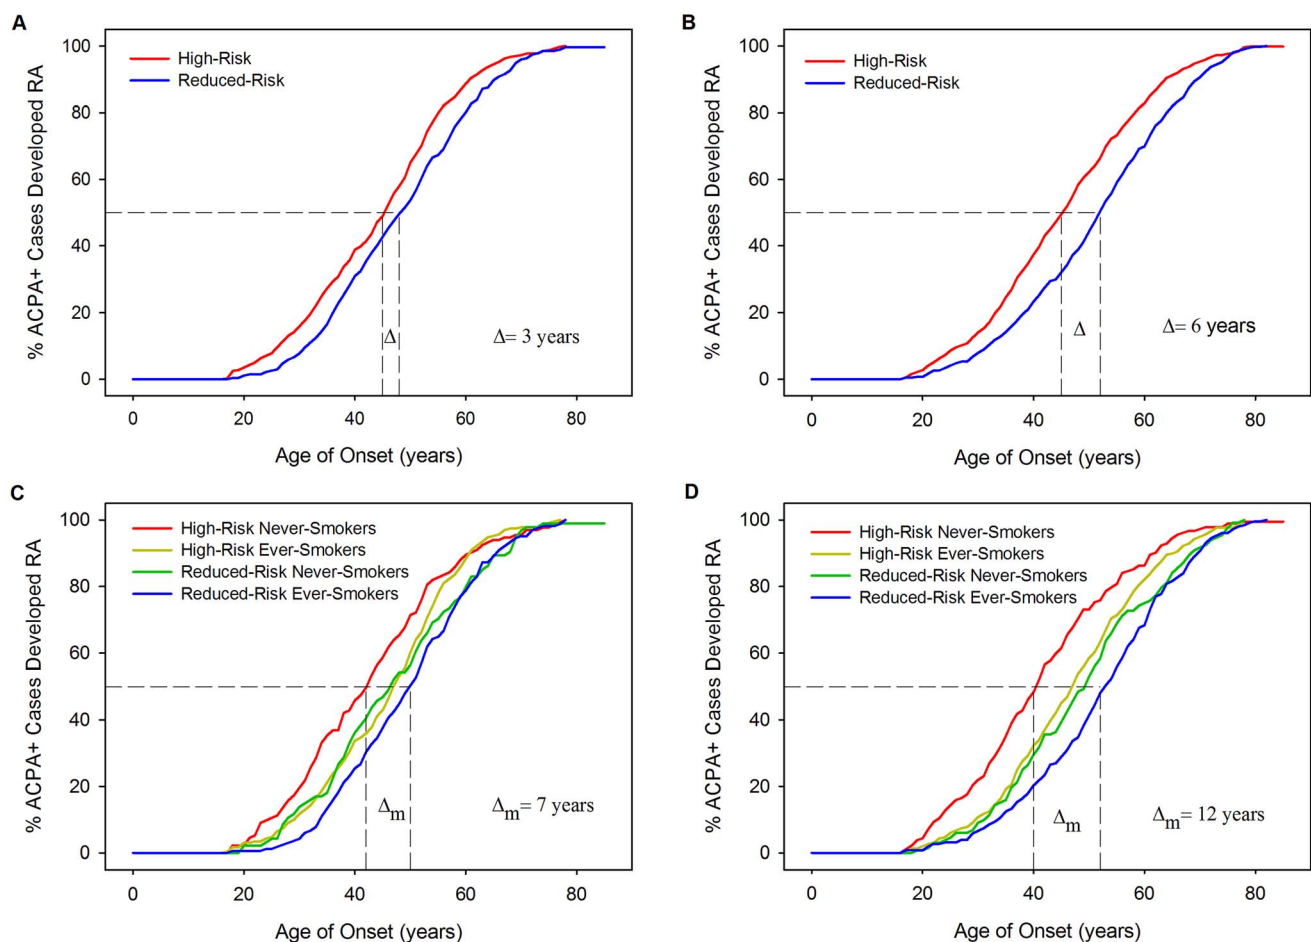 A
% ACPA+ Cases Developed RA
100
80
60
40
20
0
High-Risk
Reduced-Risk
Δ
Δ= 3 years
0 20 40 60 80
Age of Onset (years)
B
% ACPA+ Cases Developed RA
100
80
60
40
20
0
High-Risk
Reduced-Risk
Δ
Δ= 6 years
0 20 40 60 80
Age of Onset (years)
C
% ACPA+ Cases Developed RA
100
80
60
40
20
0
High-Risk Never-Smokers
High-Risk Ever-Smokers
Reduced-Risk Never-Smokers
Reduced-Risk Ever-Smokers
Δm
Δm= 7 years
0 20 40 60 80
Age of Onset (years)
D
% ACPA+ Cases Developed RA
100
80
60
40
20
0
High-Risk Never-Smokers
High-Risk Ever-Smokers
Reduced-Risk Never-Smokers
Reduced-Risk Ever-Smokers
Δm
Δm= 12 years
0 20 40 60 80
Age of Onset (years)